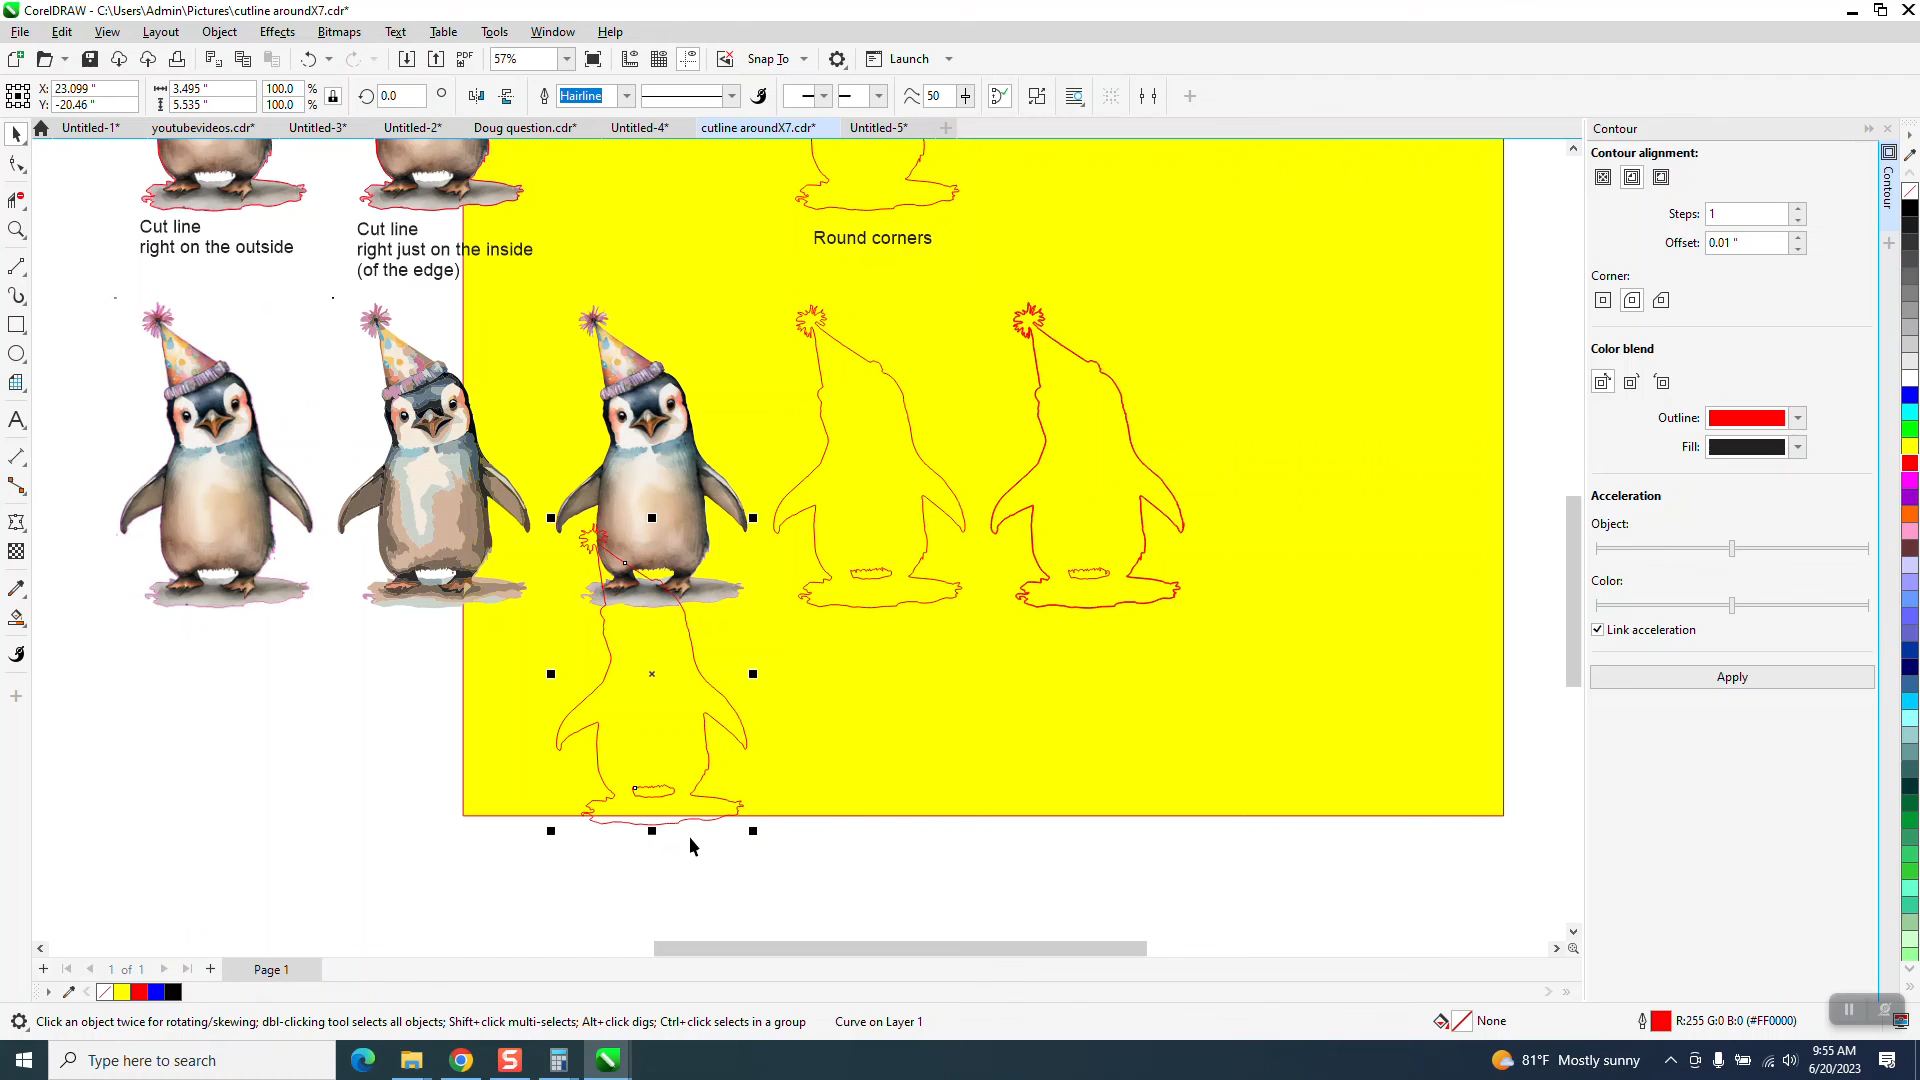 CorelDRAW - C:\Users\Admin\Pictures\cutline aroundX7.cdr*
File Edit View Layout Object Effects Bitmaps Text Table Tools Window Help
PDF 57% Snap To Launch
X: 23.099 " 3.495 " 100.0 % 0.0 Hairline 50
Y: -20.46 " 5.535 " 100.0 %
Untitled-1* youtubevideos.cdr* Untitled-3* Untitled-2* Doug question.cdr* Untitled-4* cutline aroundX7.cdr* Untitled-5*
Contour
Contour
Contour alignment:
Steps: 1
Offset: 0.01 "
Corner:
Color blend
Outline:
Fill:
Acceleration
Object:
Color:
Link acceleration
Apply
Cut line
right on the outside
Cut line
right just on the inside
(of the edge)
Round corners
1 of 1 Page 1
Click an object twice for rotating/skewing; dbl-clicking tool selects all objects; Shift+click multi-selects; Alt+click digs; Ctrl+click selects in a group Curve on Layer 1 None R:255 G:0 B:0 (#FF0000)
Type here to search 81°F Mostly sunny 9:55 AM
6/20/2023